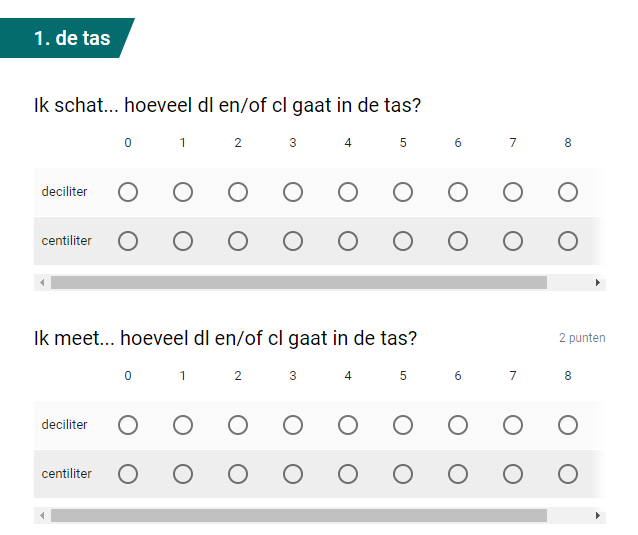 1. de tas
Ik schat... hoeveel dl en/of cl gaat in de tas?
0 1 2 3 4 5 6 7 8
deciliter
centiliter
Ik meet... hoeveel dl en/of cl gaat in de tas? 2 punten
0 1 2 3 4 5 6 7 8
deciliter
centiliter